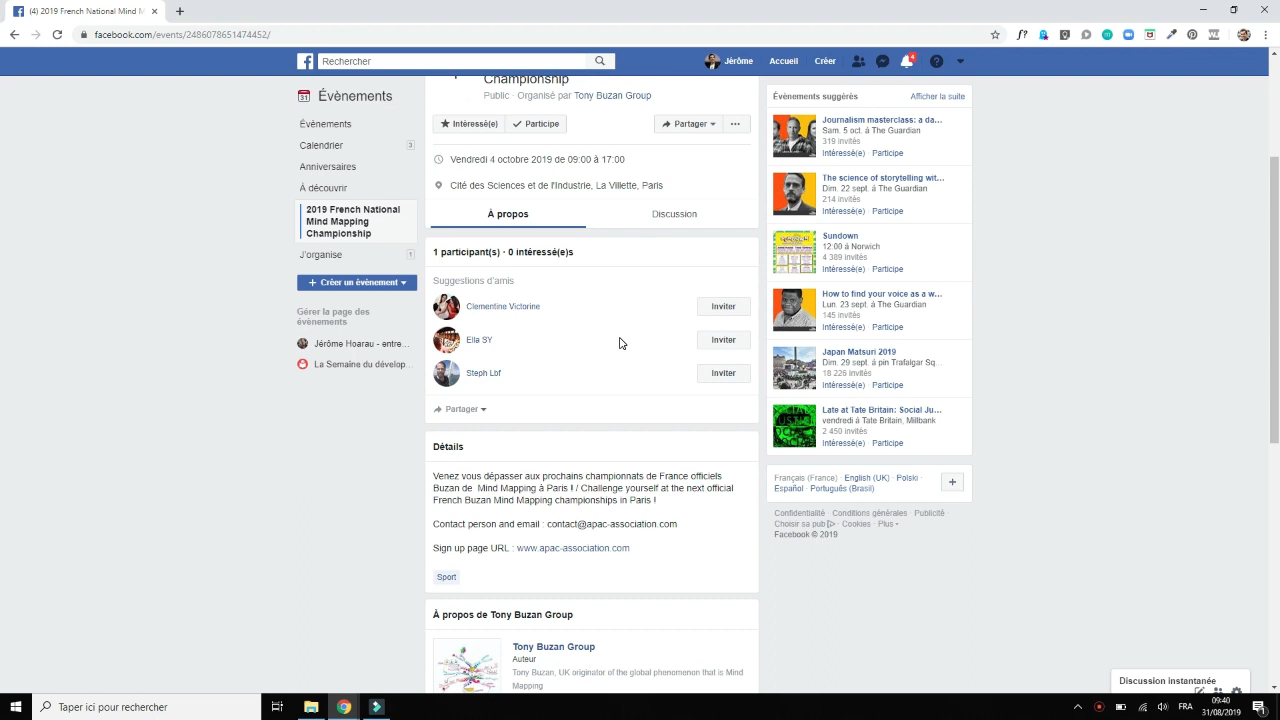 (4) 2019 French National Mind M
facebook.com/events/2486078651474452/
Rechercher
Jérôme
Accueil
Créer
4
Évènements
Événements
Calendrier
3
Anniversaires
À découvrir
2019 French National
Mind Mapping
Championship
J'organise
1
+ Créer un évènement
Gérer la page des
évènements
Jérôme Hoarau - entre...
La Semaine du dévelop...
Championship
Public · Organisé par Tony Buzan Group
Intéressé(e)
Participe
Partager
Vendredi 4 octobre 2019 de 09:00 à 17:00
Cité des Sciences et de l'Industrie, La Villette, Paris
À propos
Discussion
1 participant(s) · 0 intéressé(e)s
Suggestions d'amis
Clementine Victorine
Inviter
Ella SY
Inviter
Steph Lbf
Inviter
Partager
Détails
Venez vous dépasser aux prochains championnats de France officiels
Buzan de Mind Mapping à Paris ! / Challenge yourself at the next official
French Buzan Mind Mapping championships in Paris !
Contact person and email : contact@apac-association.com
Sign up page URL : www.apac-association.com
Sport
À propos de Tony Buzan Group
Tony Buzan Group
Auteur
Tony Buzan, UK originator of the global phenomenon that is Mind
Mapping
Évènements suggérés
Afficher la suite
Journalism masterclass: a da...
Sam. 5 oct. à The Guardian
319 invités
Intéressé(e) · Participe
The science of storytelling wit...
Dim. 22 sept. à The Guardian
214 invités
Intéressé(e) · Participe
Sundown
12:00 à Norwich
4 389 invités
Intéressé(e) · Participe
How to find your voice as a w...
Lun. 23 sept. à The Guardian
145 invités
Intéressé(e) · Participe
Japan Matsuri 2019
Dim. 29 sept. à pin Trafalgar Sq...
18 226 invités
Intéressé(e) · Participe
Late at Tate Britain: Social Ju...
vendredi à Tate Britain, Millbank
2 450 invités
Intéressé(e) · Participe
Français (France) · English (UK) · Polski ·
Español · Português (Brasil)
Confidentialité · Conditions générales · Publicité ·
Choisir sa pub · Cookies · Plus
Facebook © 2019
Discussion instantanée
Taper ici pour rechercher
FRA
09:40
31/08/2019